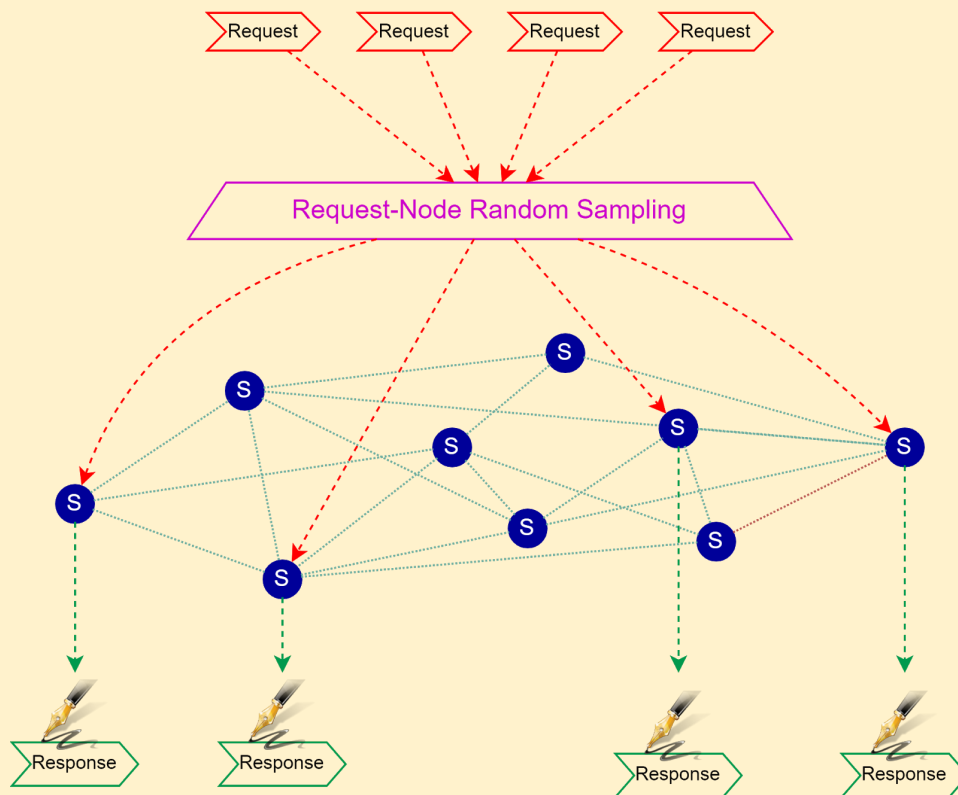 Request
Request
Request
Request
Request-Node Random Sampling
S
S
S
S
S
S
S
S
S
Response
Response
Response
Response